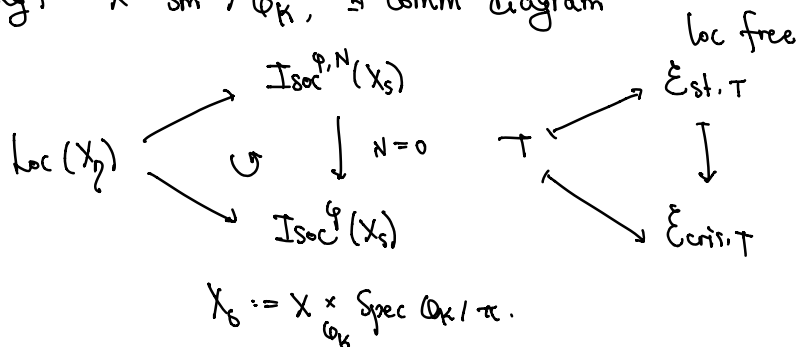 X sm / O_K, ∃ comm diagram
loc free
Isoc^{φ,N}(X_s)
ℰ_{st,T}
Loc(X_η) ↺ N=0 T
Isoc^φ(X_s)
ℰ_{cris,T}
X_s := X ×_{O_K} Spec O_K/π.